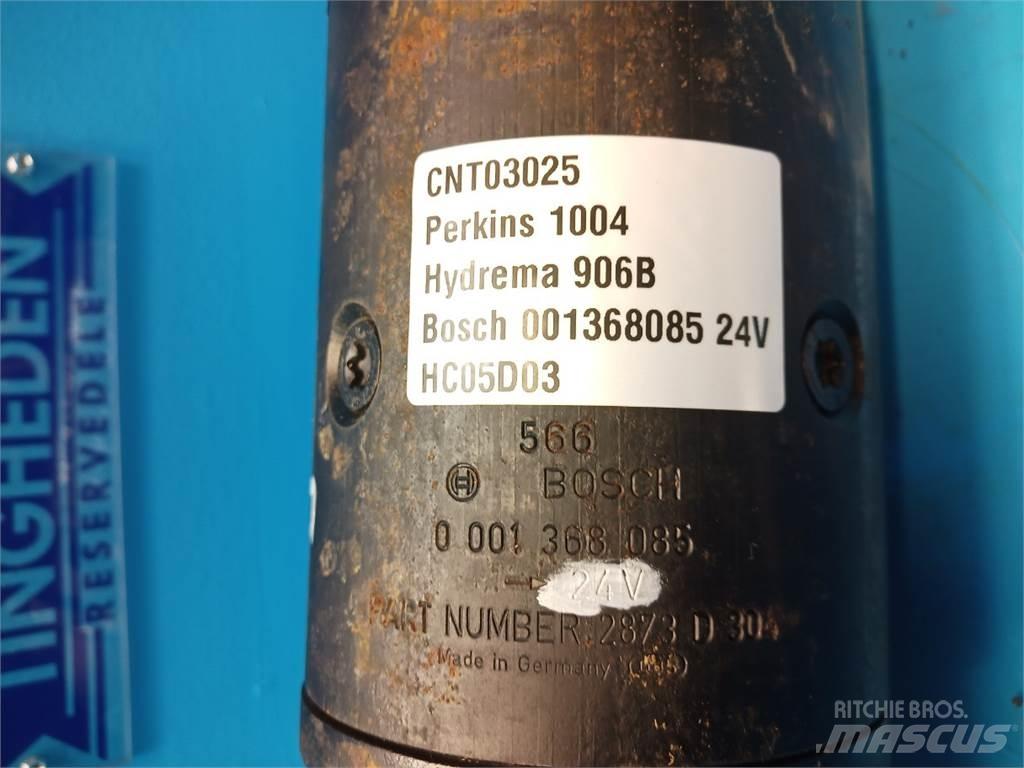 CNT03025
Perkins 1004
Hydrema 906B
Bosch 001368085 24V
HC05D03
566
BOSCH
0 001 368 085
24V
PART NUMBER 2873 D 304
Made in Germany
TINGHEDEN
RESERVEDELE
RITCHIE BROS.
MASCUS